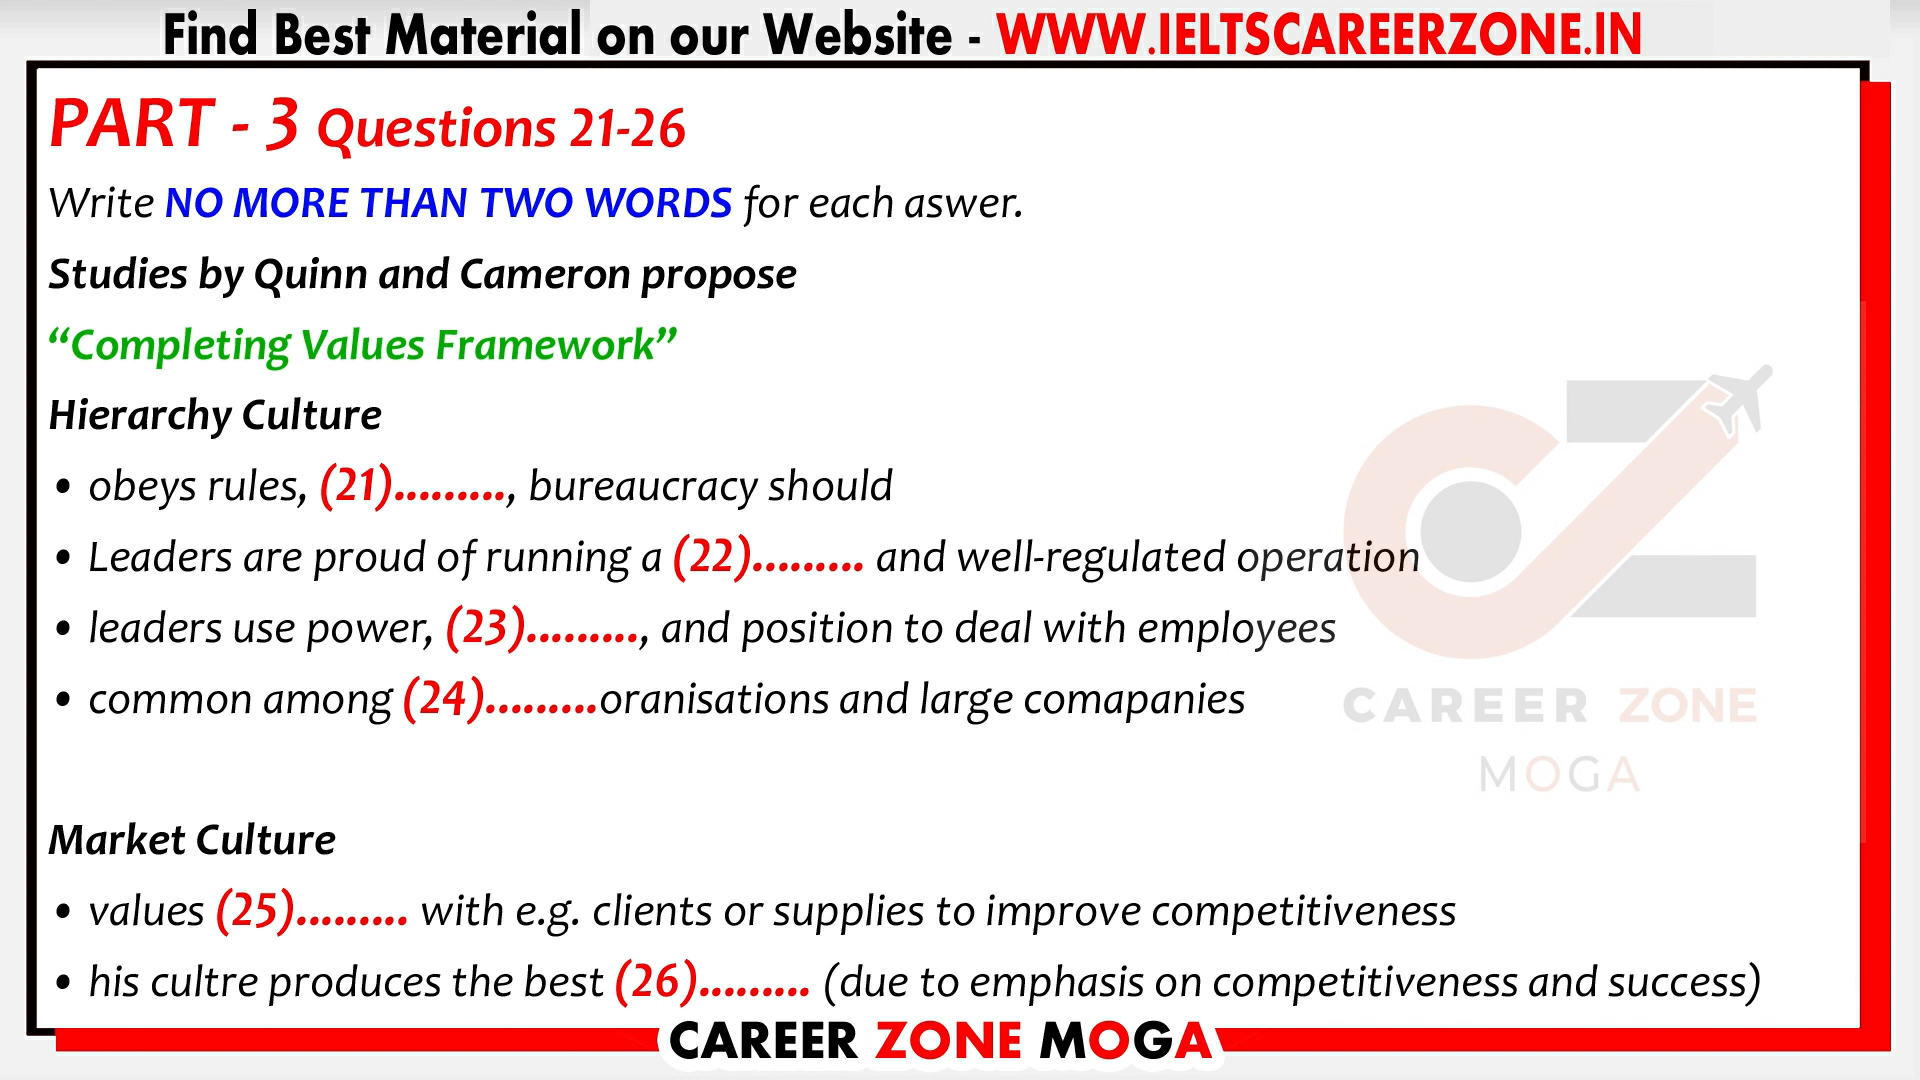 Find Best Material on our Website - WWW.IELTSCAREERZONE.IN
PART - 3 Questions 21-26
Write NO MORE THAN TWO WORDS for each aswer.
Studies by Quinn and Cameron propose
“Completing Values Framework”
Hierarchy Culture
• obeys rules, (21)........., bureaucracy should
• Leaders are proud of running a (22)......... and well-regulated operation
• leaders use power, (23)........., and position to deal with employees
• common among (24).........oranisations and large comapanies
CAREER ZONE
MOGA
Market Culture
• values (25)......... with e.g. clients or supplies to improve competitiveness
• his cultre produces the best (26)......... (due to emphasis on competitiveness and success)
CAREER ZONE MOGA